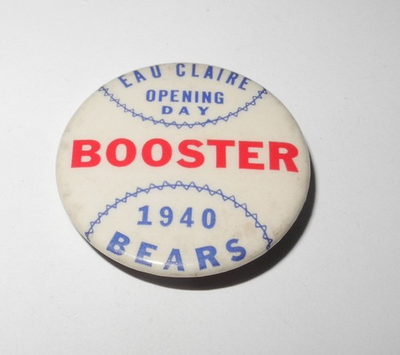 EAU CLAIRE
OPENING
DAY
BOOSTER
1940
BEARS